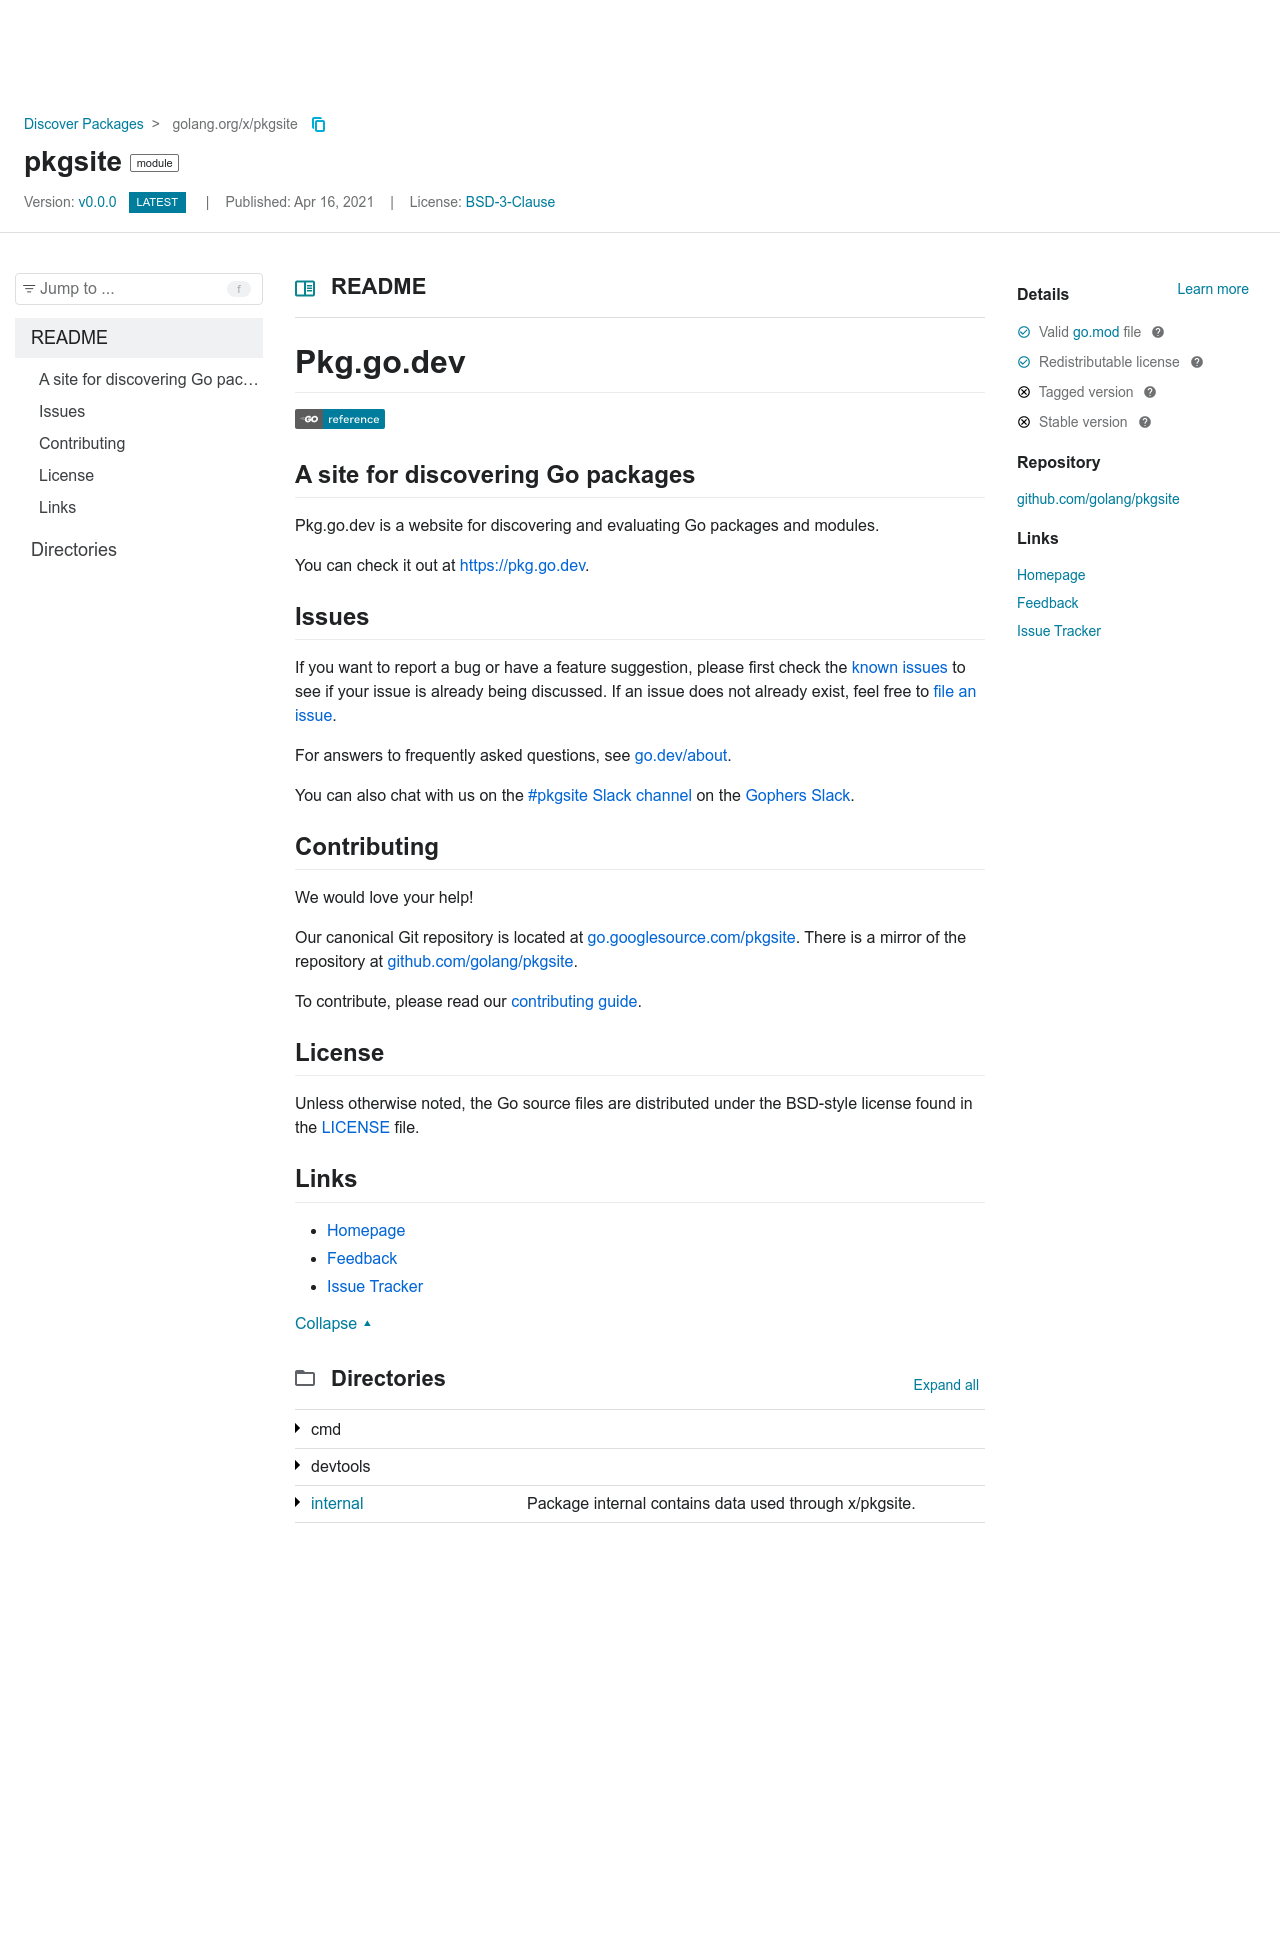 Discover Packages > golang.org/x/pkgsite
pkgsite module
Version: v0.0.0 LATEST | Published: Apr 16, 2021 | License: BSD-3-Clause
Jump to ... f
README
A site for discovering Go pac…
Issues
Contributing
License
Links
Directories
README
Pkg.go.dev
GO reference
A site for discovering Go packages
Pkg.go.dev is a website for discovering and evaluating Go packages and modules.
You can check it out at https://pkg.go.dev.
Issues
If you want to report a bug or have a feature suggestion, please first check the known issues to
see if your issue is already being discussed. If an issue does not already exist, feel free to file an
issue.
For answers to frequently asked questions, see go.dev/about.
You can also chat with us on the #pkgsite Slack channel on the Gophers Slack.
Contributing
We would love your help!
Our canonical Git repository is located at go.googlesource.com/pkgsite. There is a mirror of the
repository at github.com/golang/pkgsite.
To contribute, please read our contributing guide.
License
Unless otherwise noted, the Go source files are distributed under the BSD-style license found in
the LICENSE file.
Links
• Homepage
• Feedback
• Issue Tracker
Collapse ▲
Directories
Expand all
cmd
devtools
internal Package internal contains data used through x/pkgsite.
Details Learn more
Valid go.mod file
Redistributable license
Tagged version
Stable version
Repository
github.com/golang/pkgsite
Links
Homepage
Feedback
Issue Tracker